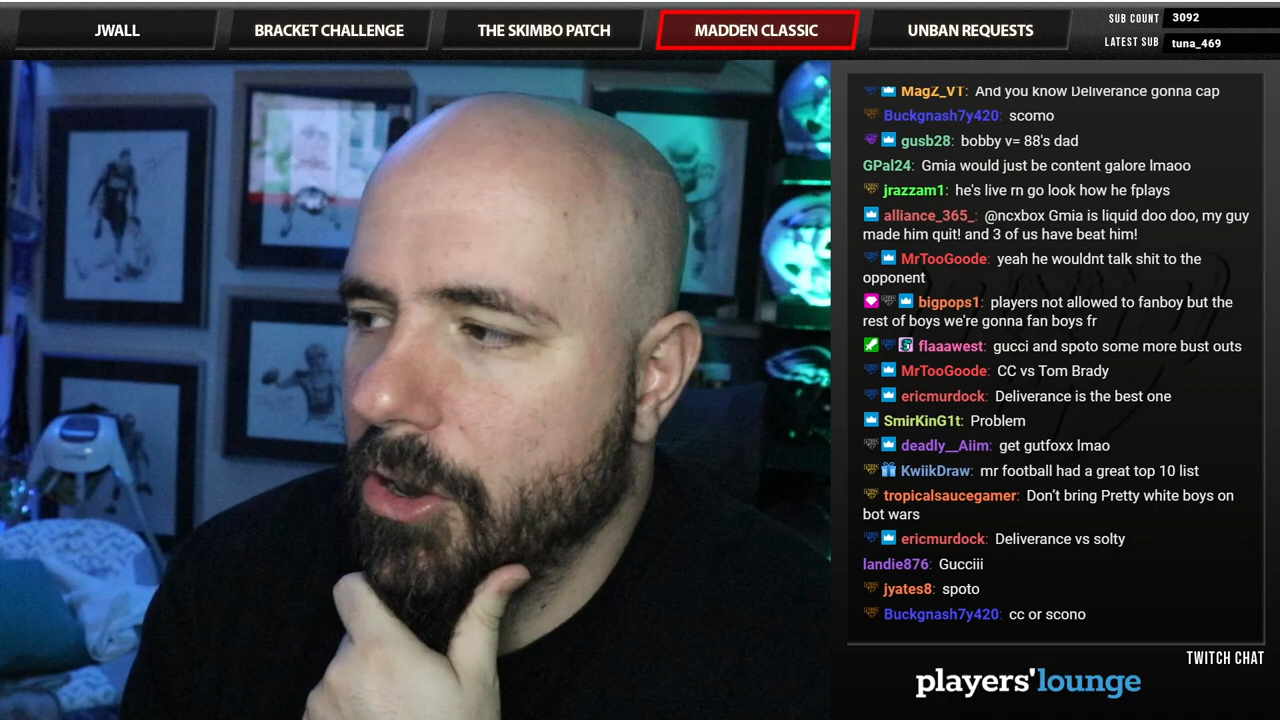 JWALL
BRACKET CHALLENGE
THE SKIMBO PATCH
MADDEN CLASSIC
UNBAN REQUESTS
SUB COUNT 3092
LATEST SUB tuna_469
MagZ_VT: And you know Deliverance gonna cap
Buckgnash7y420: scomo
gusb28: bobby v= 88's dad
GPal24: Gmia would just be content galore lmaoo
jrazzam1: he's live rn go look how he fplays
alliance_365_: @ncxbox Gmia is liquid doo doo, my guy
made him quit! and 3 of us have beat him!
MrTooGoode: yeah he wouldnt talk shit to the
opponent
bigpops1: players not allowed to fanboy but the
rest of boys we're gonna fan boys fr
flaaawest: gucci and spoto some more bust outs
MrTooGoode: CC vs Tom Brady
ericmurdock: Deliverance is the best one
SmirKinG1t: Problem
deadly__Aiim: get gutfoxx lmao
KwiikDraw: mr football had a great top 10 list
tropicalsaucegamer: Don’t bring Pretty white boys on
bot wars
ericmurdock: Deliverance vs solty
landie876: Gucciii
jyates8: spoto
Buckgnash7y420: cc or scono
TWITCH CHAT
players'lounge